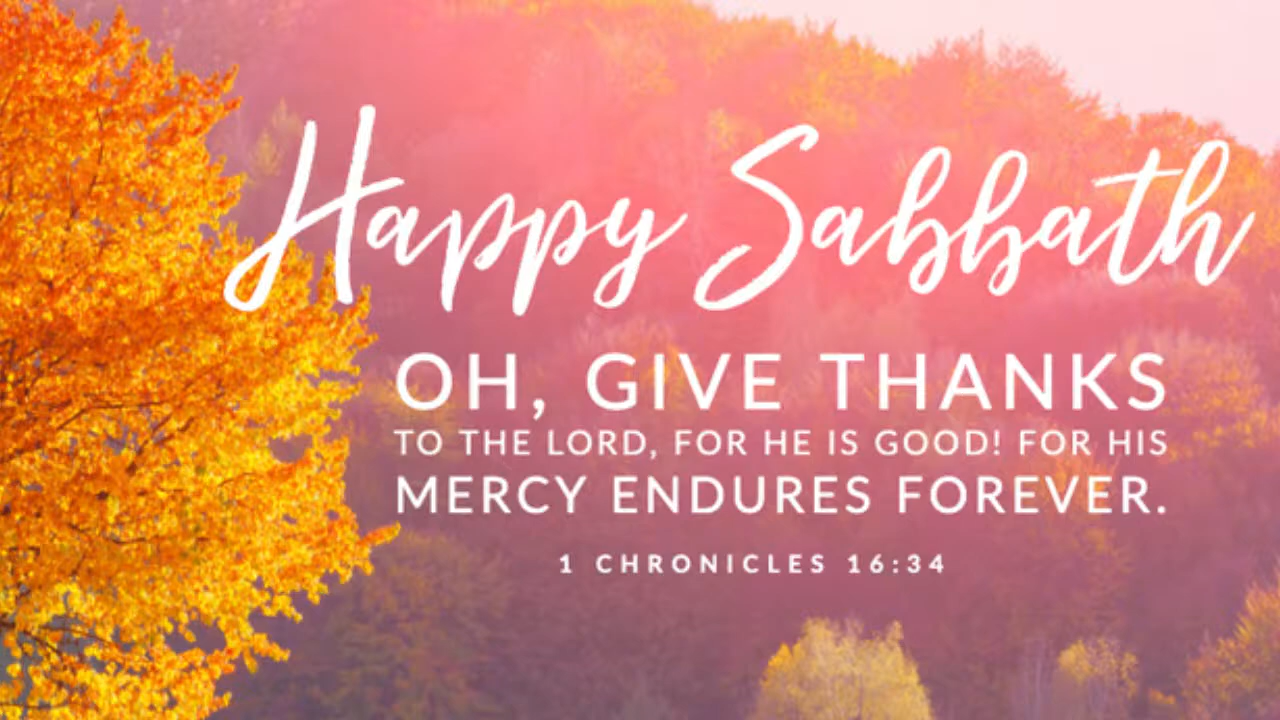 Happy Sabbath
OH, GIVE THANKS
TO THE LORD, FOR HE IS GOOD! FOR HIS
MERCY ENDURES FOREVER.
1 CHRONICLES 16:34